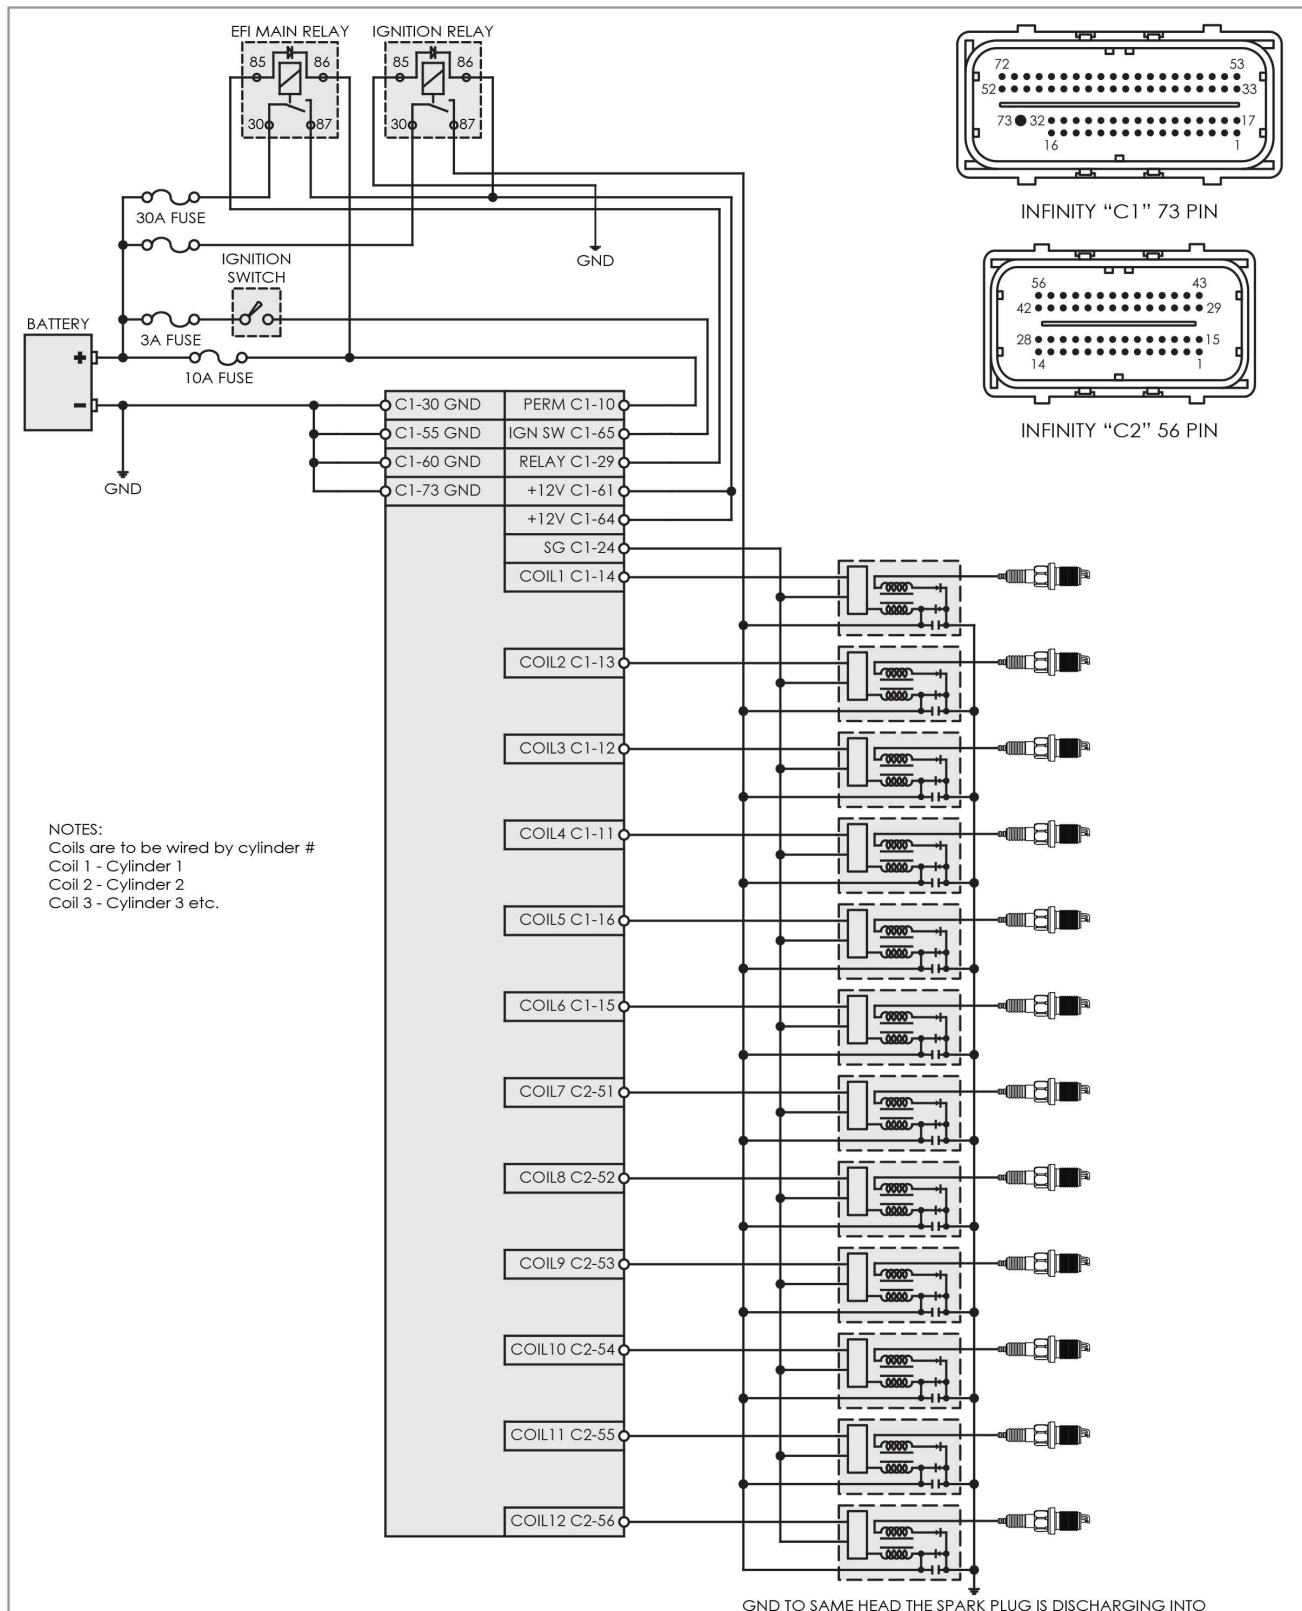 EFI MAIN RELAY
IGNITION RELAY
85
86
30
87
85
86
30
87
72
53
52
33
73
32
17
16
1
INFINITY “C1” 73 PIN
56
43
42
29
28
15
14
1
INFINITY “C2” 56 PIN
30A FUSE
GND
IGNITION
SWITCH
3A FUSE
10A FUSE
BATTERY
+
-
GND
C1-30 GND
C1-55 GND
C1-60 GND
C1-73 GND
PERM C1-10
IGN SW C1-65
RELAY C1-29
+12V C1-61
+12V C1-64
SG C1-24
COIL1 C1-14
COIL2 C1-13
COIL3 C1-12
COIL4 C1-11
COIL5 C1-16
COIL6 C1-15
COIL7 C2-51
COIL8 C2-52
COIL9 C2-53
COIL10 C2-54
COIL11 C2-55
COIL12 C2-56
NOTES:
Coils are to be wired by cylinder #
Coil 1 - Cylinder 1
Coil 2 - Cylinder 2
Coil 3 - Cylinder 3 etc.
GND TO SAME HEAD THE SPARK PLUG IS DISCHARGING INTO